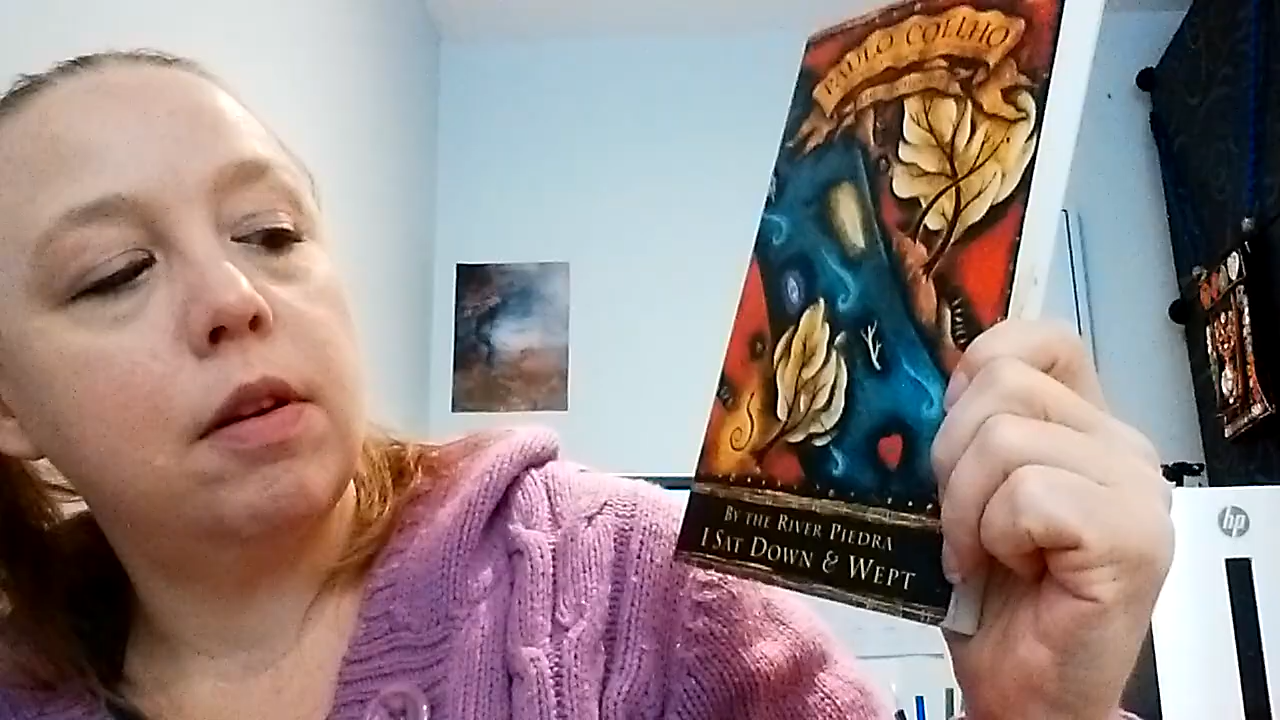 PAULO COELHO
BY THE RIVER PIEDRA
I SAT DOWN & WEPT
hp